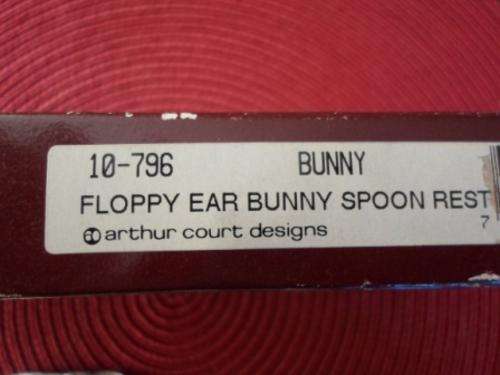 10-796 BUNNY
FLOPPY EAR BUNNY SPOON REST
7
arthur court designs